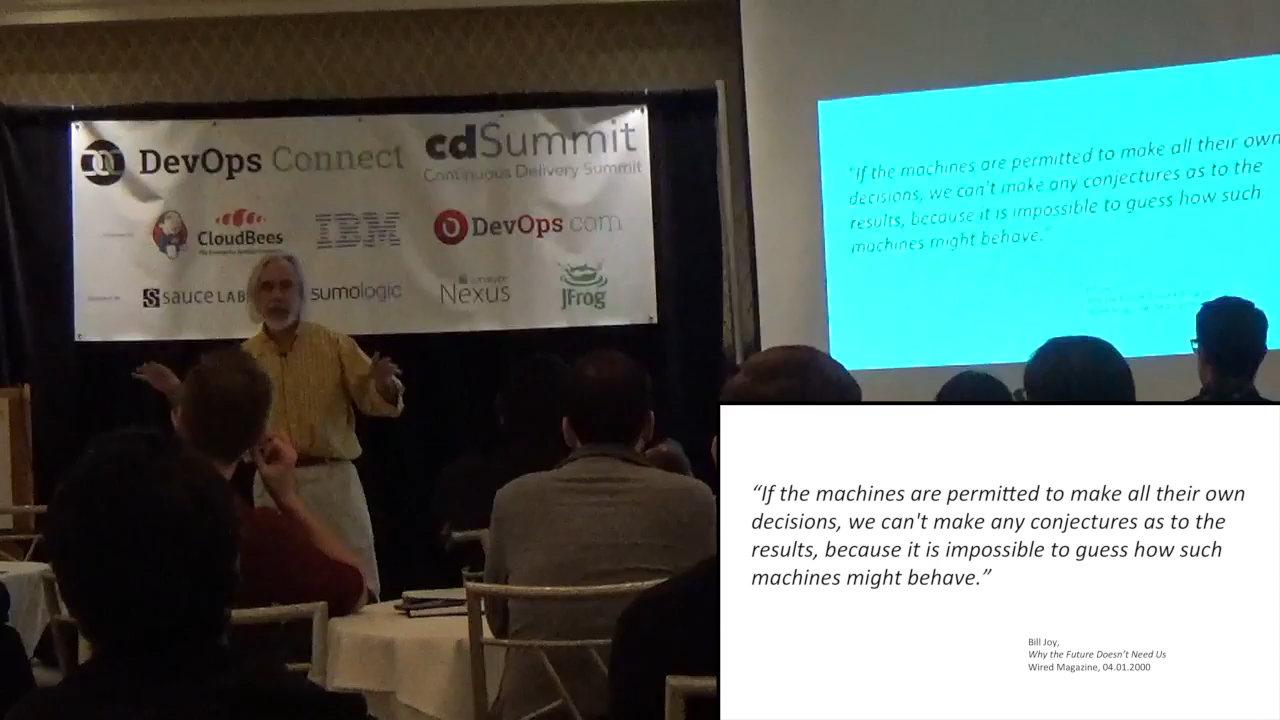 DevOps Connect
cdSummit
Continuous Delivery Summit
CloudBees
IBM
DevOps.com
SAUCE LAB
sumologic
Nexus
JFrog
"If the machines are permitted to make all their own
decisions, we can't make any conjectures as to the
results, because it is impossible to guess how such
machines might behave."
“If the machines are permitted to make all their own
decisions, we can't make any conjectures as to the
results, because it is impossible to guess how such
machines might behave.”
Bill Joy,
Why the Future Doesn't Need Us
Wired Magazine, 04.01.2000